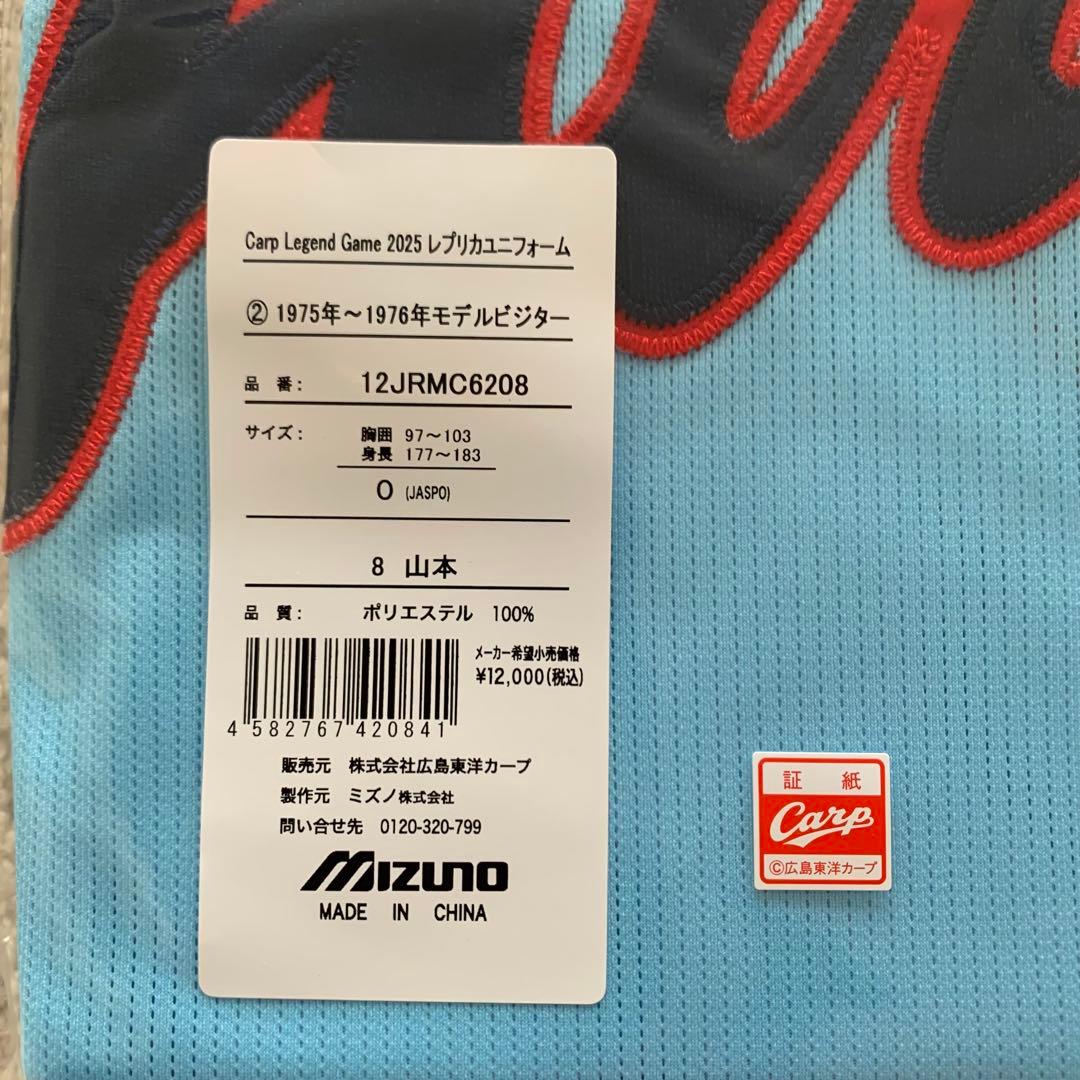 Carp Legend Game 2025 レプリカユニフォーム
② 1975年～1976年モデルビジター
品 番： 12JRMC6208
サイズ： 胸囲 97～103
身長 177～183
O (JASPO)
8 山本
品 質： ポリエステル 100%
メーカー希望小売価格
¥12,000(税込)
4 582767 420841
販売元 株式会社広島東洋カープ
製作元 ミズノ株式会社
問い合せ先 0120-320-799
MIZUNO
MADE IN CHINA
証 紙
Carp
©広島東洋カープ